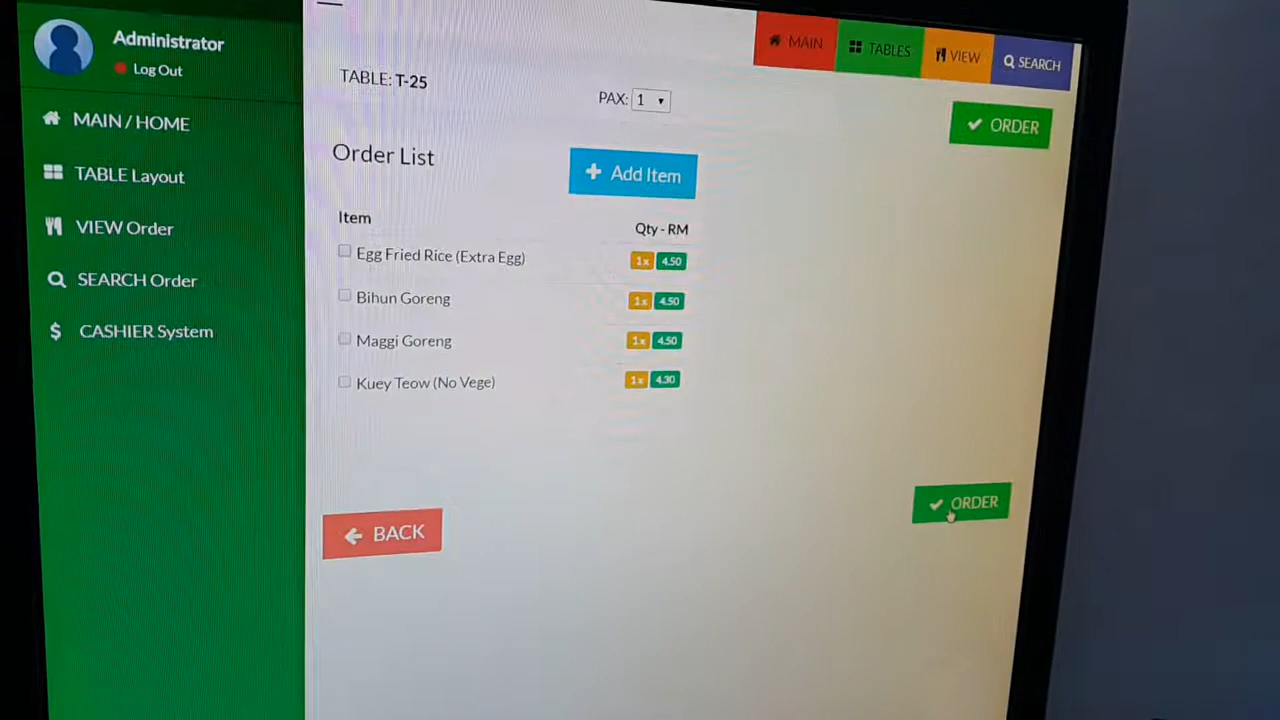 Administrator
Log Out
MAIN / HOME
TABLE Layout
VIEW Order
SEARCH Order
$ CASHIER System
MAIN
TABLES
VIEW
SEARCH
TABLE: T-25
PAX: 1
ORDER
Order List
+ Add Item
Item
Qty - RM
Egg Fried Rice (Extra Egg)
1x 4.50
Bihun Goreng
1x 4.50
Maggi Goreng
1x 4.50
Kuey Teow (No Vege)
1x 4.30
ORDER
BACK